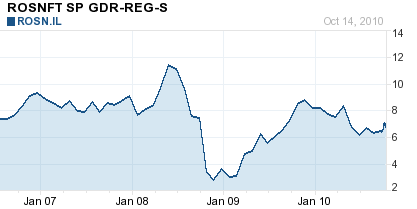 ROSNFT SP GDR-REG-S
ROSN.IL
Oct 14, 2010
14
12
10
8
6
4
2
Jan 07
Jan 08
Jan 09
Jan 10